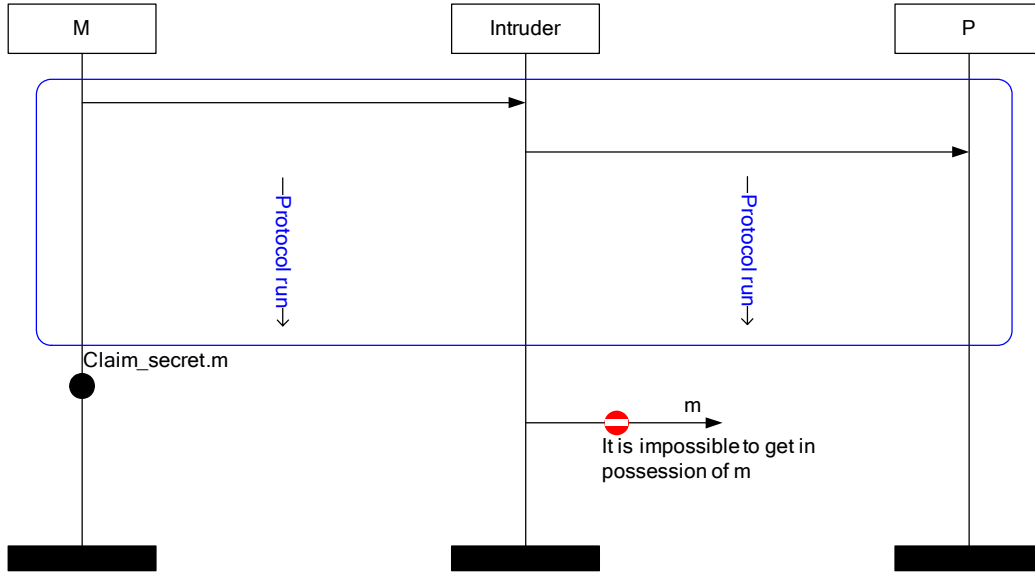 M
Intruder
P
Protocol run
Protocol run
Claim_secret.m
m
It is impossible to get in
possession of m